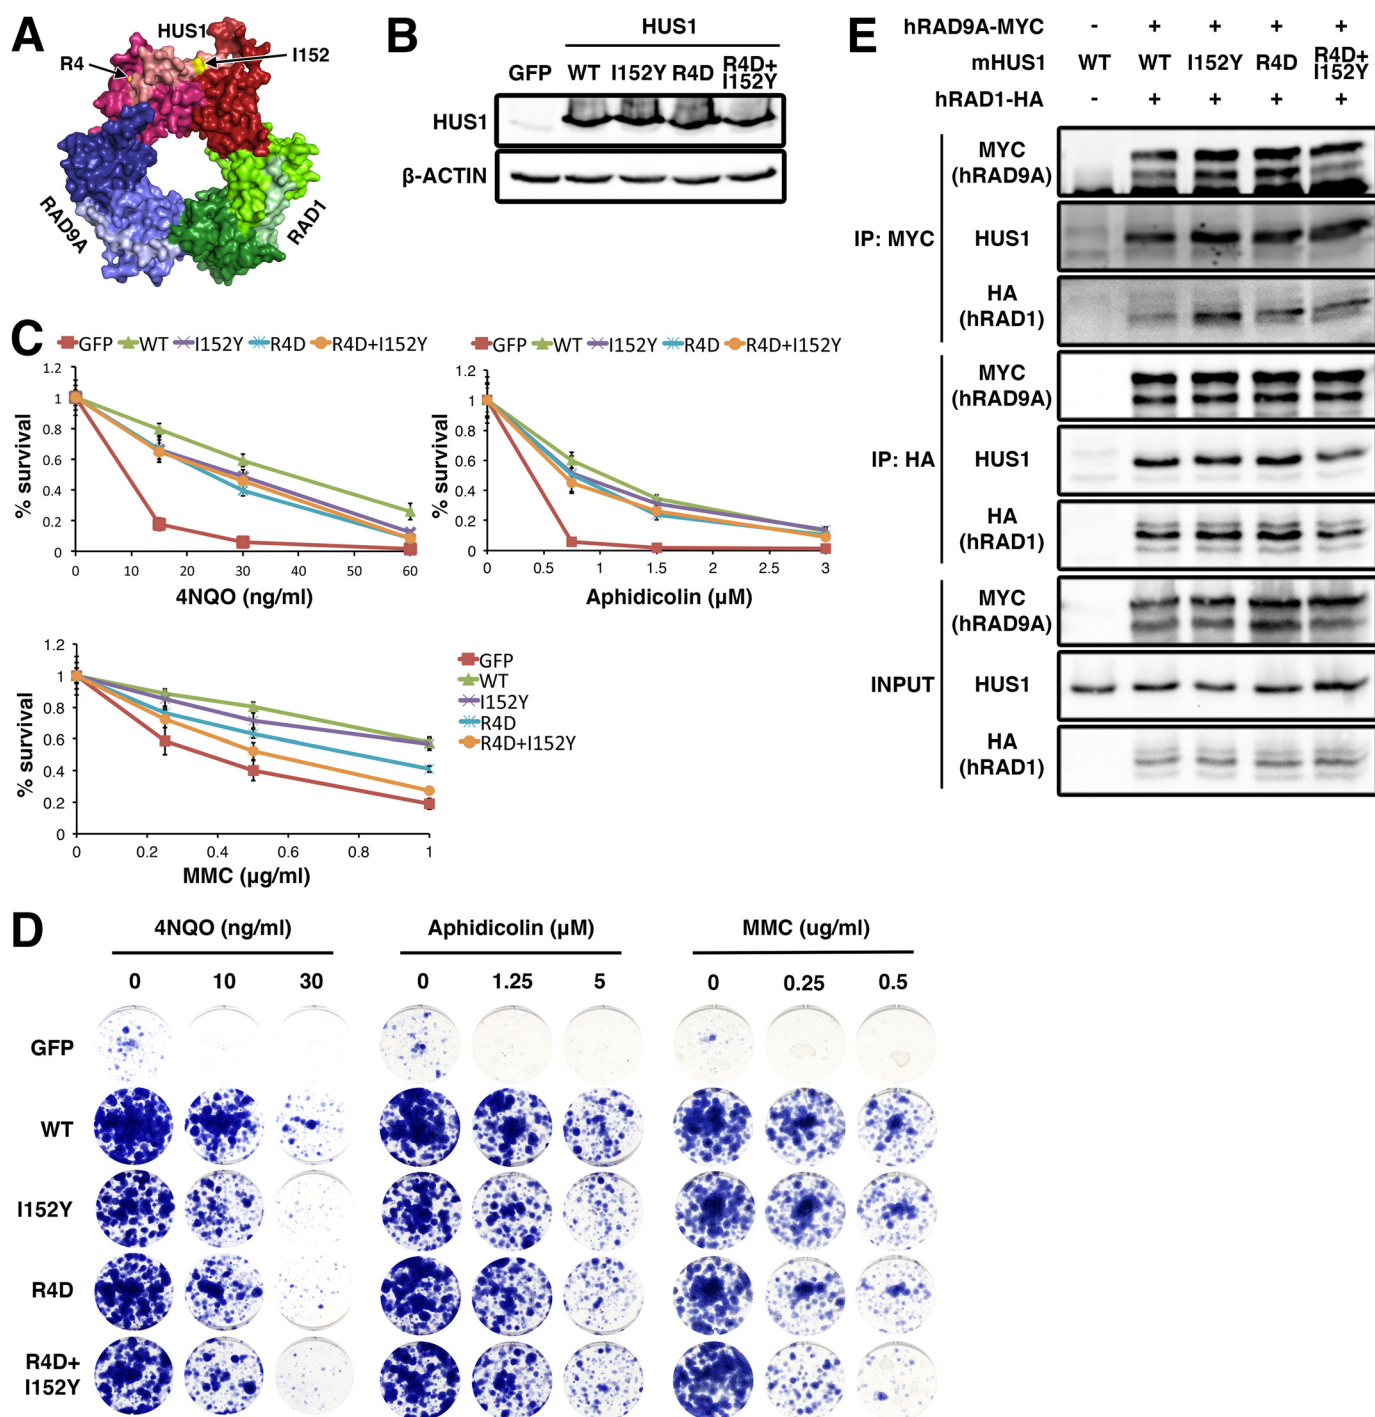 A
HUS1
R4
I152
RAD9A
RAD1
B
HUS1
GFP WT I152Y R4D R4D+
I152Y
HUS1
β-ACTIN
C
GFP WT I152Y R4D R4D+I152Y
1.2
1
0.8
0.6
0.4
0.2
0
% survival
0 10 20 30 40 50 60
4NQO (ng/ml)
GFP WT I152Y R4D R4D+I152Y
1.2
1
0.8
0.6
0.4
0.2
0
% survival
0 0.5 1 1.5 2 2.5 3
Aphidicolin (μM)
1.2
1
0.8
0.6
0.4
0.2
0
% survival
0 0.2 0.4 0.6 0.8 1
MMC (μg/ml)
GFP
WT
I152Y
R4D
R4D+I152Y
D
4NQO (ng/ml) Aphidicolin (μM) MMC (ug/ml)
0 10 30 0 1.25 5 0 0.25 0.5
GFP
WT
I152Y
R4D
R4D+
I152Y
E
hRAD9A-MYC - + + + +
mHUS1 WT WT I152Y R4D R4D+
I152Y
hRAD1-HA - + + + +
IP: MYC
MYC
(hRAD9A)
HUS1
HA
(hRAD1)
IP: HA
MYC
(hRAD9A)
HUS1
HA
(hRAD1)
INPUT
MYC
(hRAD9A)
HUS1
HA
(hRAD1)